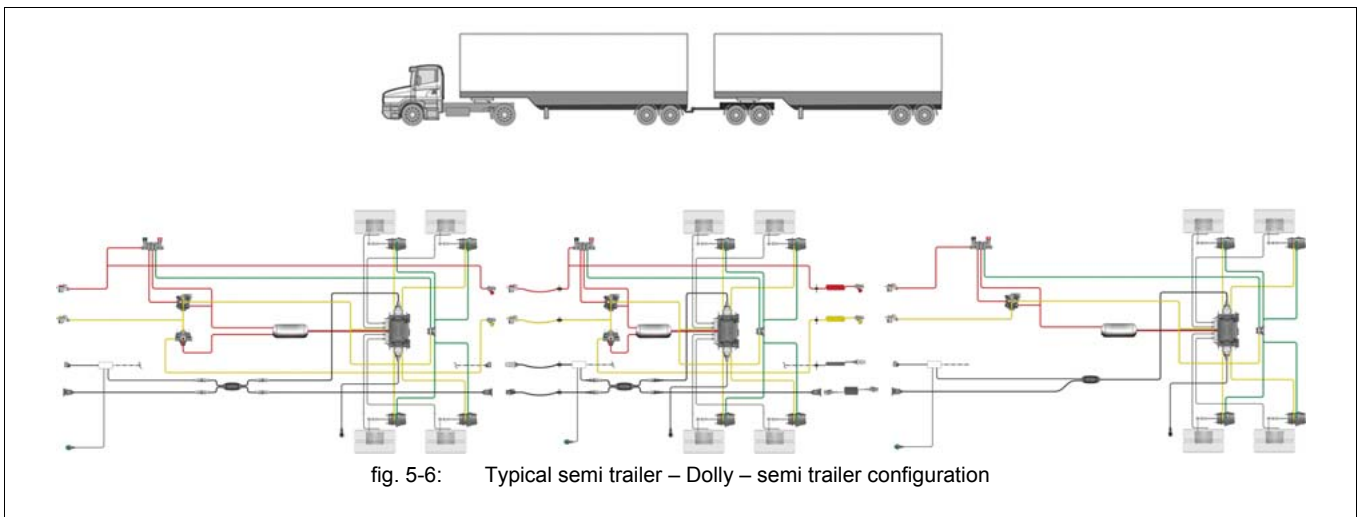 fig. 5-6: Typical semi trailer – Dolly – semi trailer configuration